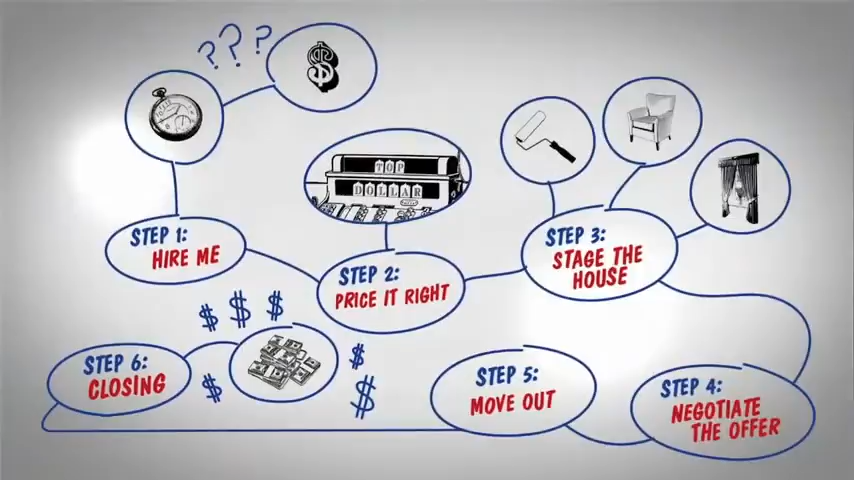 ???
$
TOP
DOLLAR
STEP 1:
HIRE ME
STEP 2:
PRICE IT RIGHT
STEP 3:
STAGE THE
HOUSE
$ $ $
STEP 6:
CLOSING
$
$
$
STEP 5:
MOVE OUT
STEP 4:
NEGOTIATE
THE OFFER